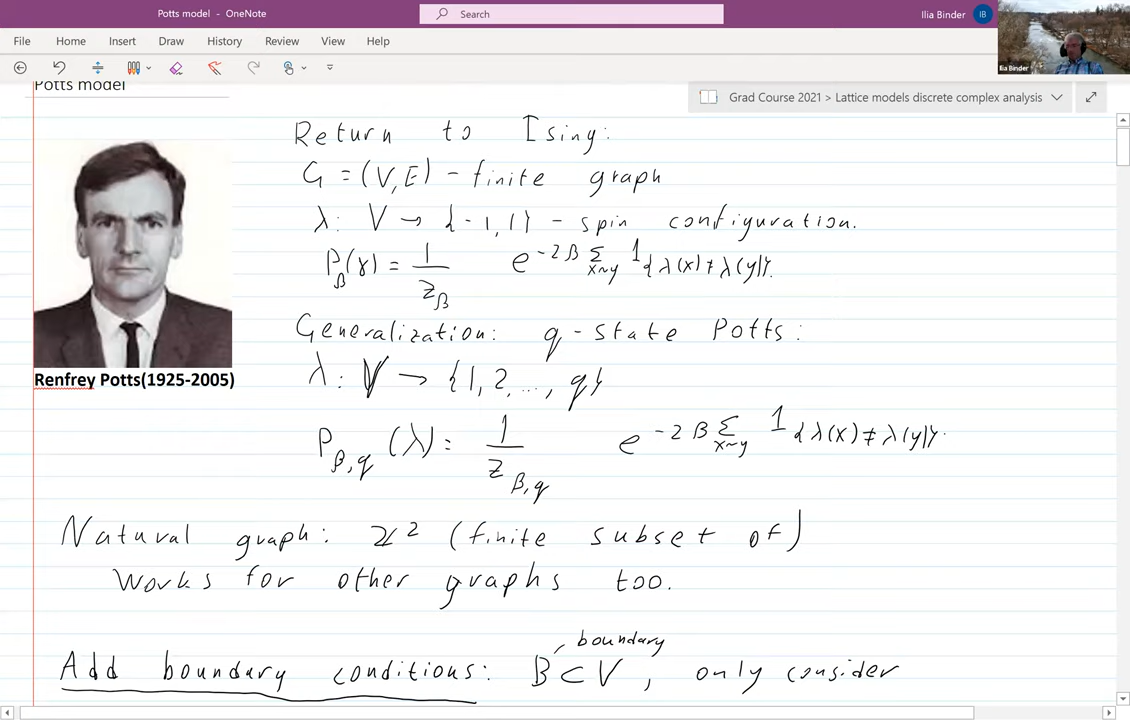 Potts model - OneNote
Search
Ilia Binder
IB
File Home Insert Draw History Review View Help
Ilia Binder
Potts model
Grad Course 2021 > Lattice models discrete complex analysis
Return to Ising:
G = (V,E) - finite graph
λ: V → {-1,1} - spin configuration.
P_β(γ) = 1/Z_β e^{-2β Σ_{x~y} 1{λ(x)≠λ(y)}}.
Generalization: q-state Potts:
λ: V → {1, 2, ..., q}
Renfrey Potts(1925-2005)
P_{β,q}(λ) = 1/Z_{β,q} e^{-2β Σ_{x~y} 1{λ(x)≠λ(y)}}.
Natural graph: ℤ² (finite subset of)
Works for other graphs too.
boundary
Add boundary conditions: B ⊂ V, only consider